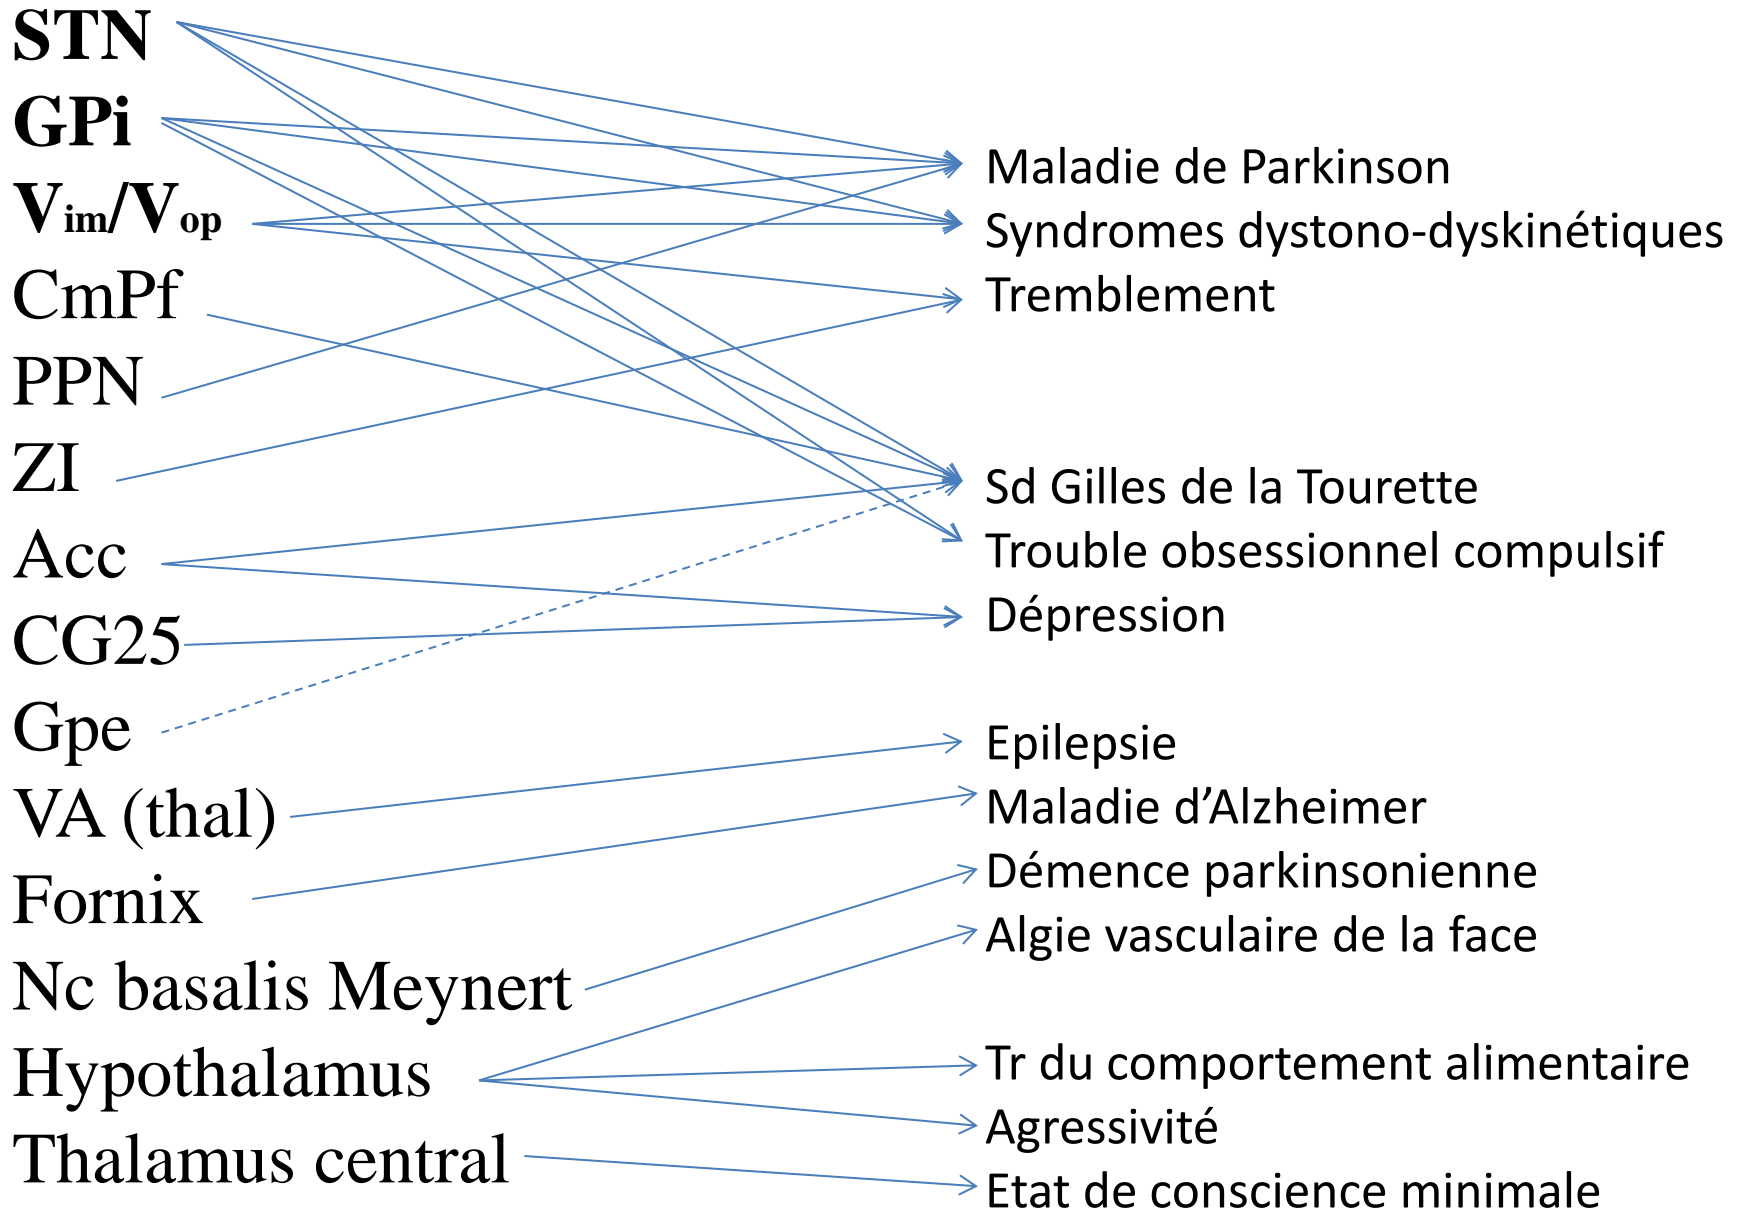 STN
GPi
Vim/Vop
CmPf
PPN
ZI
Acc
CG25
Gpe
VA (thal)
Fornix
Nc basalis Meynert
Hypothalamus
Thalamus central
Maladie de Parkinson
Syndromes dystono-dyskinétiques
Tremblement
Sd Gilles de la Tourette
Trouble obsessionnel compulsif
Dépression
Epilepsie
Maladie d’Alzheimer
Démence parkinsonienne
Algie vasculaire de la face
Tr du comportement alimentaire
Agressivité
Etat de conscience minimale